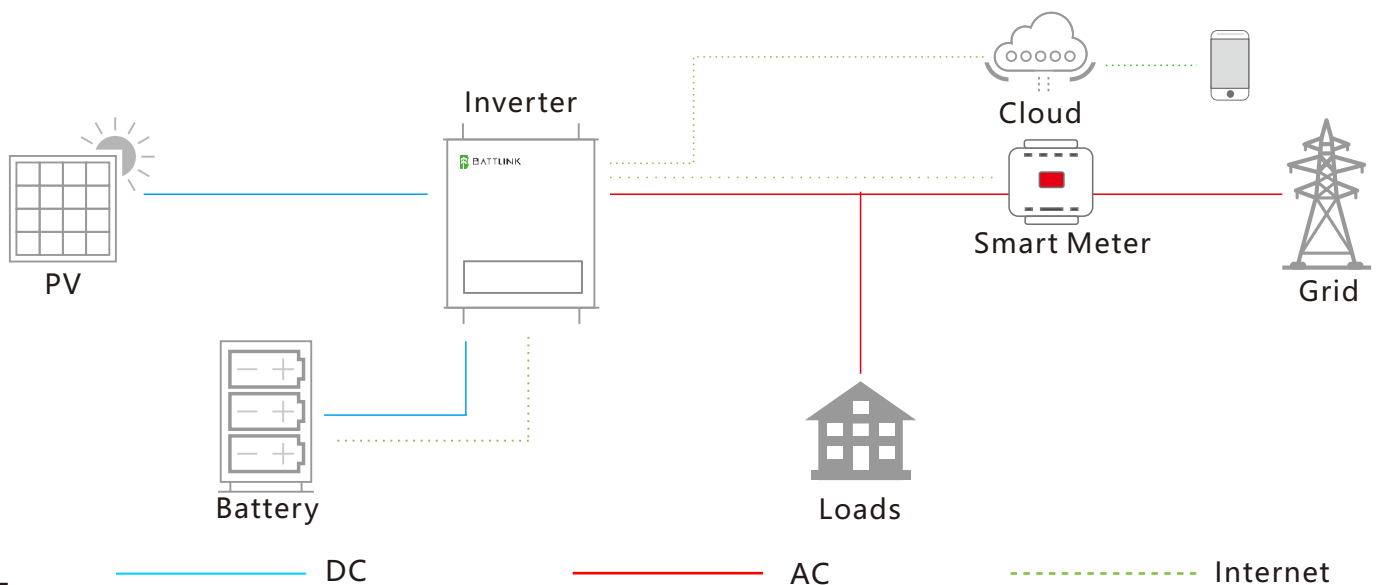 Inverter
Cloud
BATTLINK
Smart Meter
PV
Grid
Battery
Loads
DC
AC
Internet